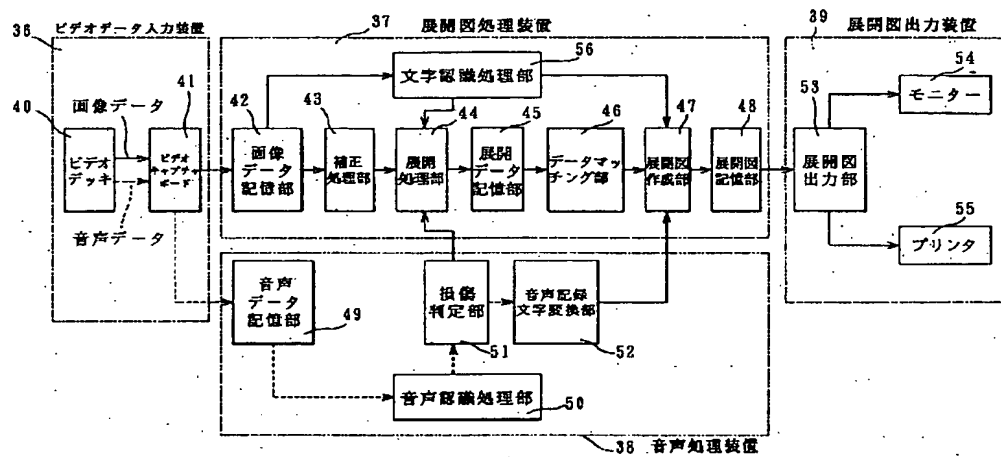 36
ビデオデータ入力装置
40
ビデオ
デッキ
画像データ
音声データ
41
ビデオ
キャプチャ
ボード
37
展開図処理装置
56
文字認識処理部
42
画像
データ
記憶部
43
補正
処理部
44
展開
処理部
45
展開
データ
記憶部
46
データマッ
チング部
47
展開図
作成部
48
展開図
記憶部
39
展開図出力装置
53
展開図
出力部
54
モニター
55
プリンタ
音声
データ
記憶部
49
損傷
判定部
51
音声記録
文字変換部
52
音声認識処理部
50
38
音声処理装置